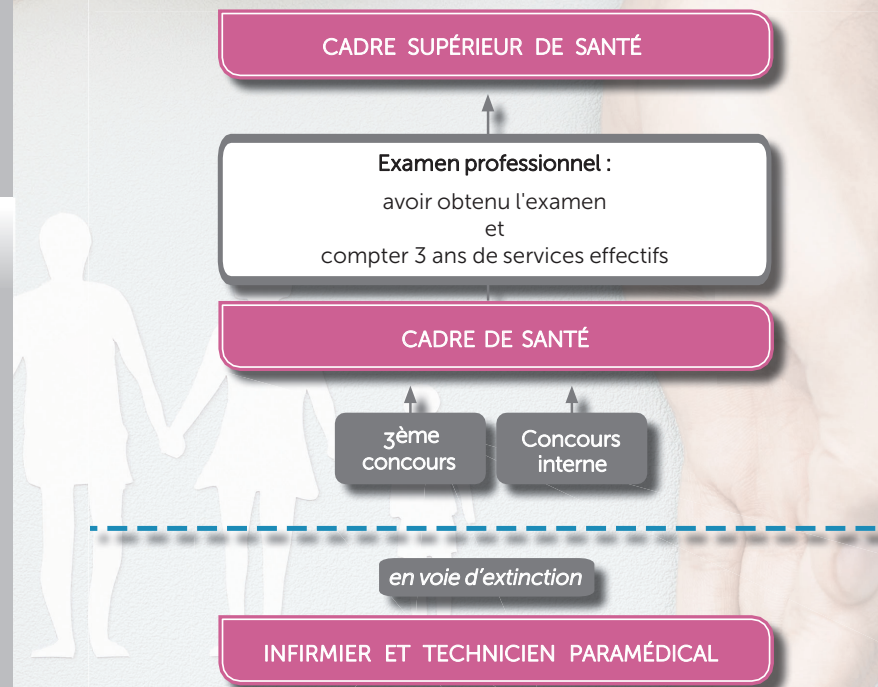 CADRE SUPÉRIEUR DE SANTÉ
Examen professionnel :
avoir obtenu l'examen
et
compter 3 ans de services effectifs
CADRE DE SANTÉ
3ème
concours
Concours
interne
en voie d'extinction
INFIRMIER ET TECHNICIEN PARAMÉDICAL